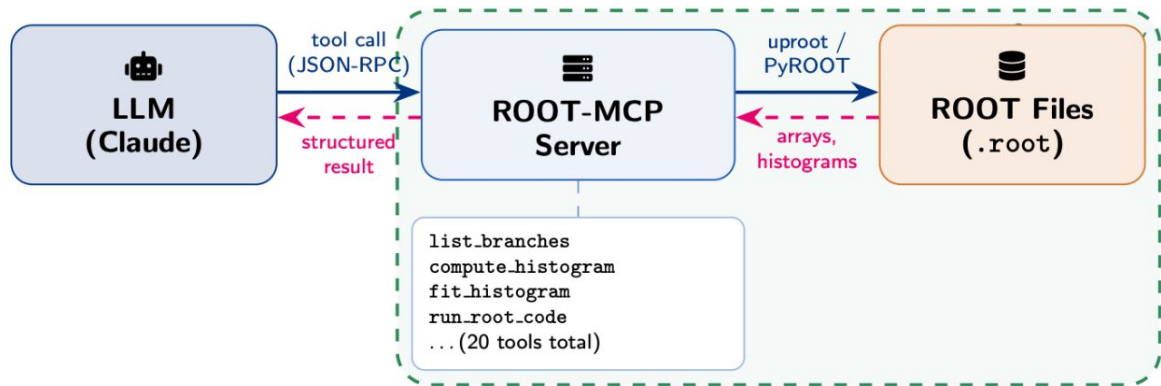 LLM
(Claude)
tool call
(JSON-RPC)
structured
result
ROOT-MCP
Server
uproot /
PyROOT
arrays,
histograms
ROOT Files
(.root)
list_branches
compute_histogram
fit_histogram
run_root_code
...(20 tools total)